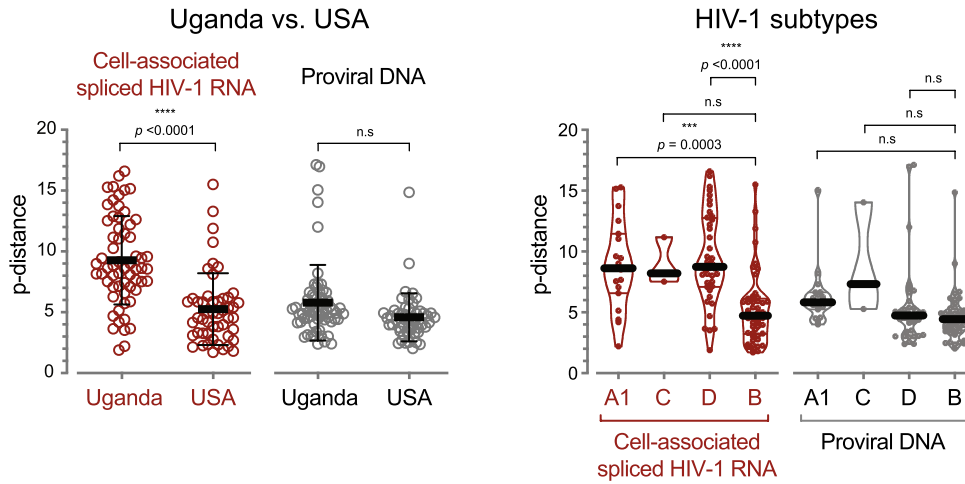 Uganda vs. USA
Cell-associated
spliced HIV-1 RNA
Proviral DNA
****
p <0.0001
n.s
p-distance
20
15
10
5
0
Uganda
USA
Uganda
USA
HIV-1 subtypes
****
p <0.0001
n.s
***
p = 0.0003
n.s
n.s
n.s
p-distance
20
15
10
5
0
A1
C
D
B
A1
C
D
B
Cell-associated
spliced HIV-1 RNA
Proviral DNA